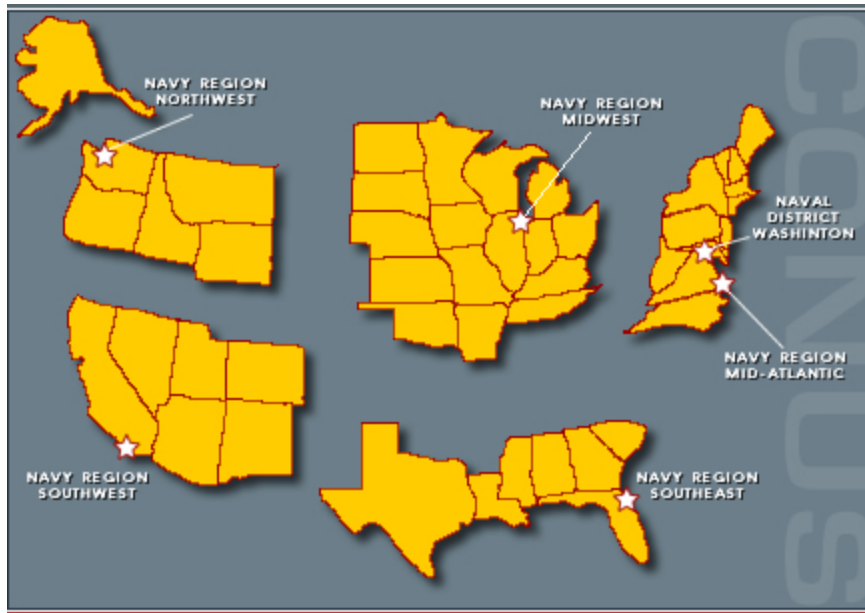 NAVY REGION
NORTHWEST
NAVY REGION
MIDWEST
NAVAL
DISTRICT
WASHINTON
NAVY REGION
MID-ATLANTIC
NAVY REGION
SOUTHWEST
NAVY REGION
SOUTHEAST
CONUS